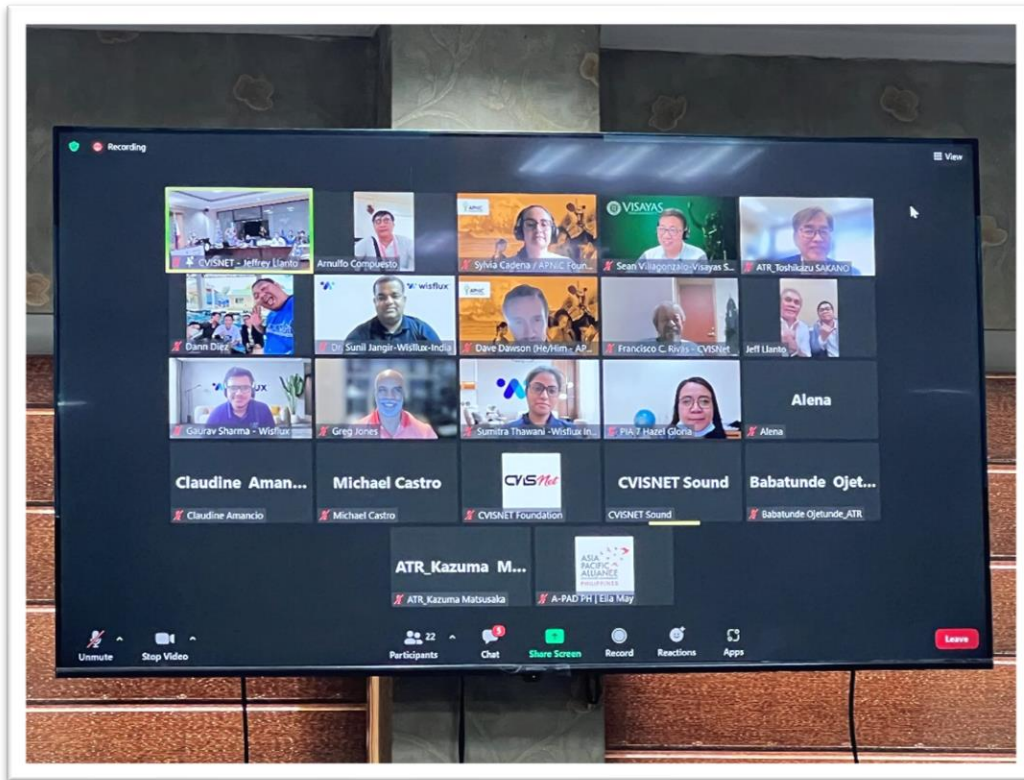 Recording
View
CVISNET - Jeffrey Llanto
Arnulfo Compuesto
APNIC
Sylvia Cadena / APNIC Foun...
VISAYAS
Sean Villagonzalo-Visayas S...
ATR_Toshikazu SAKANO
Dann Diez
wisflux
Dr. Sunil Jangir-Wisflux-India
APNIC
Dave Dawson (He/Him - AP...
Francisco C. Rivas - CVISNet
Jeff Llanto
UX
Gaurav Sharma - Wisflux
Greg Jones
Sumitra Thawani -Wisflux In...
PIA 7 Hazel Gloria
Alena
Alena
Claudine Aman...
Claudine Amancio
Michael Castro
Michael Castro
CVISNet
CVISNET Foundation
CVISNET Sound
CVISNET Sound
Babatunde Ojet...
Babatunde Ojetunde_ATR
ATR_Kazuma M...
ATR_Kazuma Matsusaka
ASIA
PACIFIC
ALLIANCE
PHILIPPINES
A-PAD PH | Ella May
Unmute
Stop Video
22
Participants
5
Chat
Share Screen
Record
Reactions
Apps
Leave